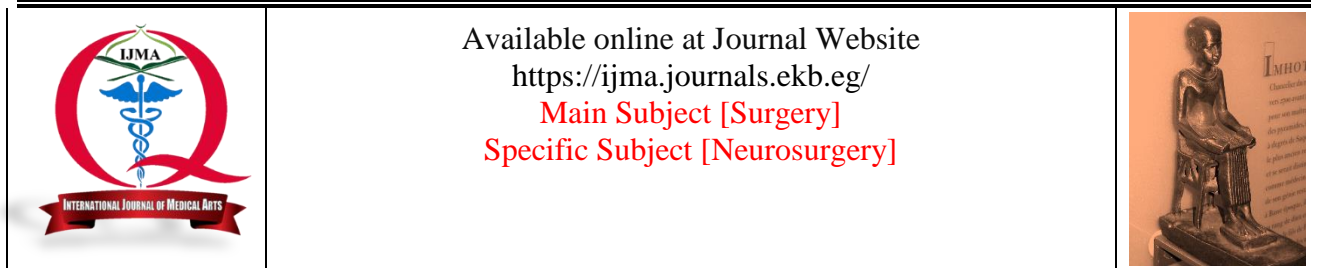 IJMA
INTERNATIONAL JOURNAL OF MEDICAL ARTS
Available online at Journal Website
https://ijma.journals.ekb.eg/
Main Subject [Surgery]
Specific Subject [Neurosurgery]
IMHOT